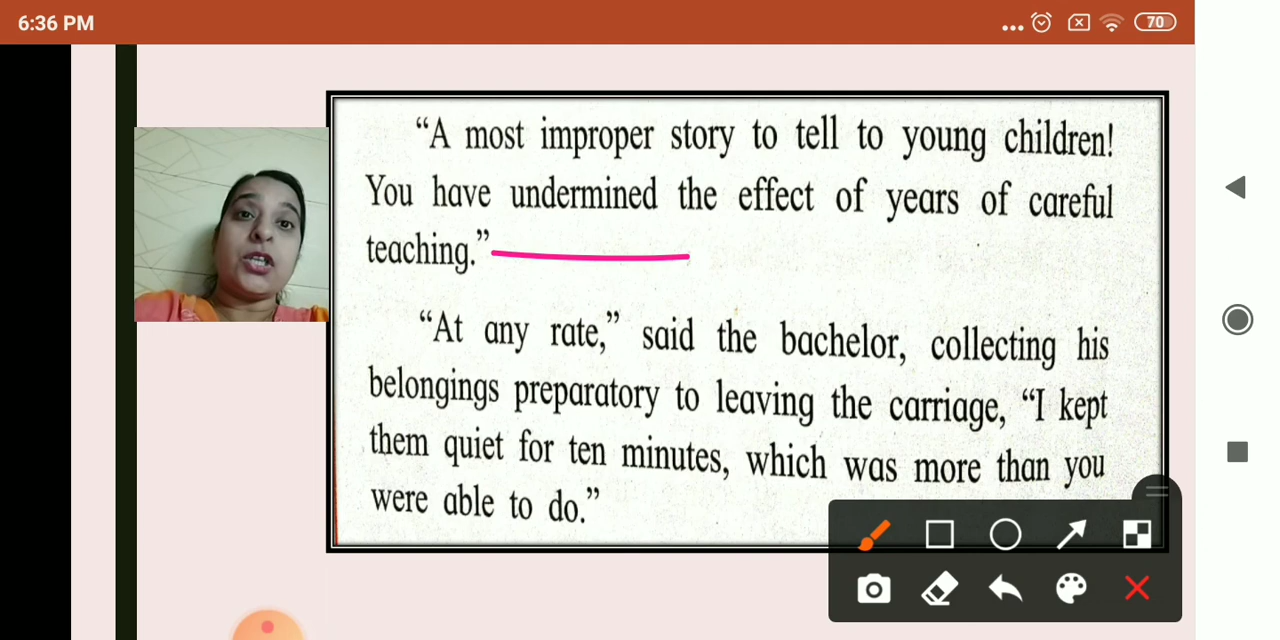 6:36 PM
70
“A most improper story to tell to young children!
You have undermined the effect of years of careful
teaching.”
“At any rate,” said the bachelor, collecting his
belongings preparatory to leaving the carriage, “I kept
them quiet for ten minutes, which was more than you
were able to do.”